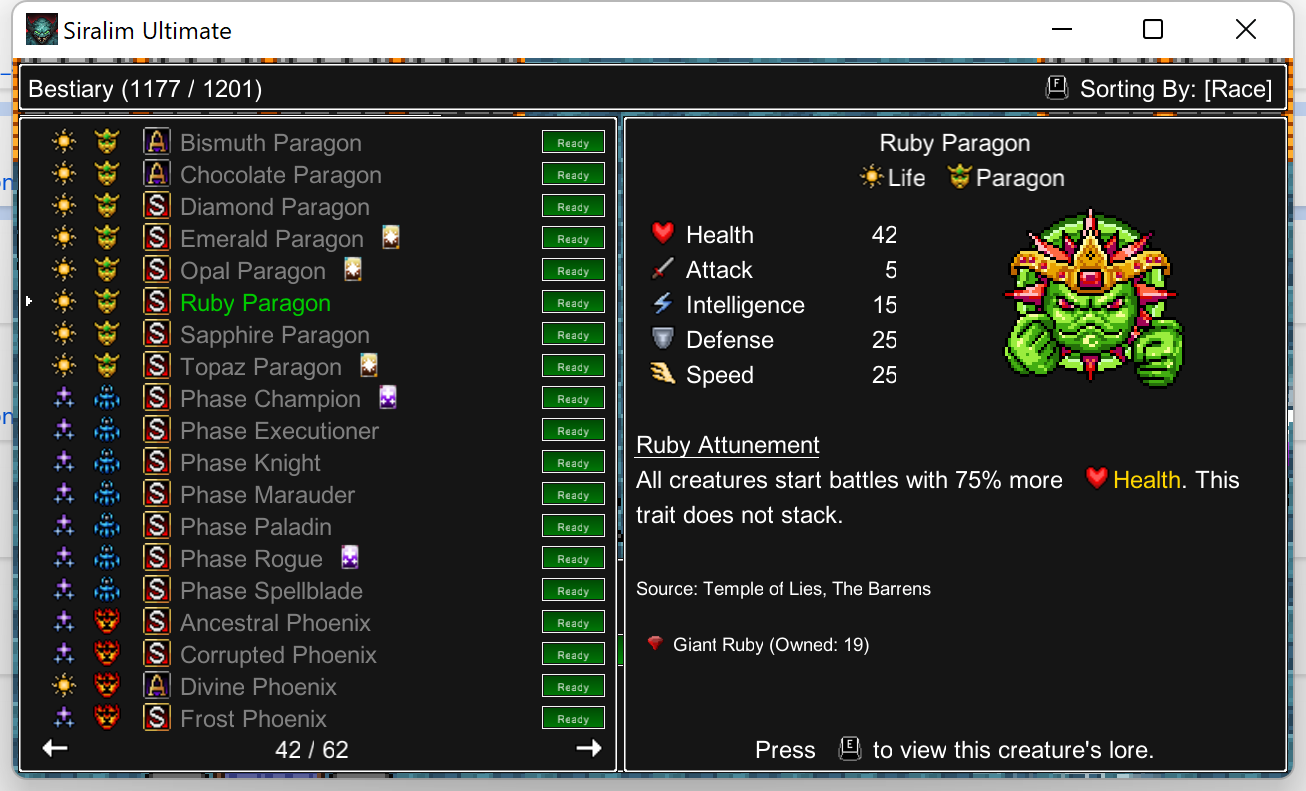 Siralim Ultimate
Bestiary (1177 / 1201)
F
Sorting By: [Race]
A Bismuth Paragon Ready
A Chocolate Paragon Ready
S Diamond Paragon Ready
S Emerald Paragon Ready
S Opal Paragon Ready
S Ruby Paragon Ready
S Sapphire Paragon Ready
S Topaz Paragon Ready
S Phase Champion Ready
S Phase Executioner Ready
S Phase Knight Ready
S Phase Marauder Ready
S Phase Paladin Ready
S Phase Rogue Ready
S Phase Spellblade Ready
S Ancestral Phoenix Ready
S Corrupted Phoenix Ready
A Divine Phoenix Ready
S Frost Phoenix Ready
42 / 62
Ruby Paragon
Life Paragon
Health 42
Attack 5
Intelligence 15
Defense 25
Speed 25
Ruby Attunement
All creatures start battles with 75% more Health. This
trait does not stack.
Source: Temple of Lies, The Barrens
Giant Ruby (Owned: 19)
Press E to view this creature's lore.